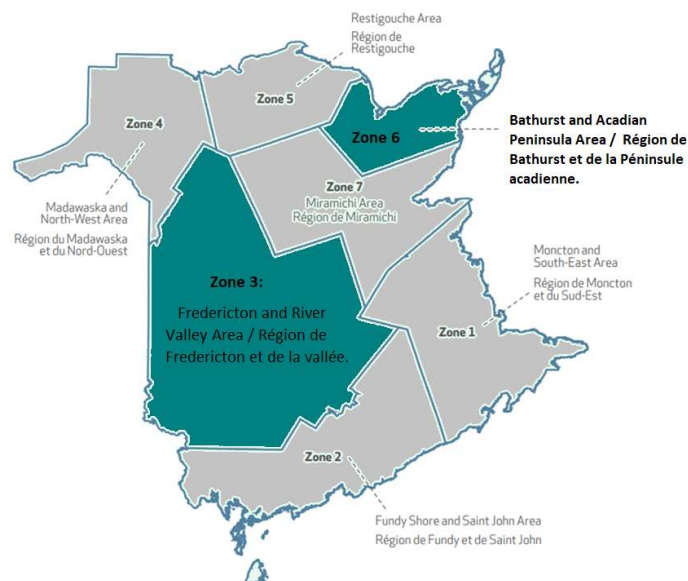 Restigouche Area
Région de
Restigouche
Zone 5
Zone 4
Zone 6
Bathurst and Acadian
Peninsula Area / Région de
Bathurst et de la Péninsule
acadienne.
Zone 7
Miramichi Area
Région de Miramichi
Madawaska and
North-West Area
Région du Madawaska
et du Nord-Ouest
Moncton and
South-East Area
Région de Moncton
et du Sud-Est
Zone 3:
Fredericton and River
Valley Area / Région de
Fredericton et de la vallée.
Zone 1
Zone 2
Fundy Shore and Saint John Area
Région de Fundy et de Saint John